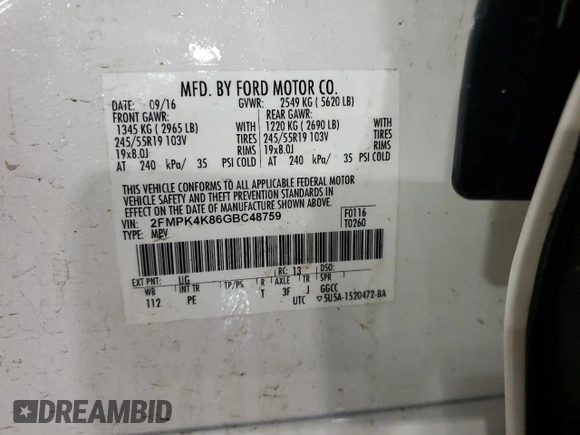 MFD. BY FORD MOTOR CO.
DATE: 09/16 GVWR: 2549 KG ( 5620 LB)
FRONT GAWR: REAR GAWR:
1345 KG ( 2965 LB) WITH 1220 KG ( 2690 LB) WITH
245/55R19 103V TIRES 245/55R19 103V TIRES
19x8.0J RIMS 19x8.0J RIMS
AT 240 kPa/ 35 PSI COLD AT 240 kPa/ 35 PSI COLD
THIS VEHICLE CONFORMS TO ALL APPLICABLE FEDERAL MOTOR
VEHICLE SAFETY AND THEFT PREVENTION STANDARDS IN
EFFECT ON THE DATE OF MANUFACTURE SHOWN ABOVE.
VIN: 2FMPK4K86GBC48759 F0116
TYPE: MPV T0260
EXT PNT: UG RC: 13 DSO:
WB INT TR TP/PS R AXLE TR SPR
112 PE T 3F J GGCC
UTC ▽5U5A-1520472-BA
DREAMBID